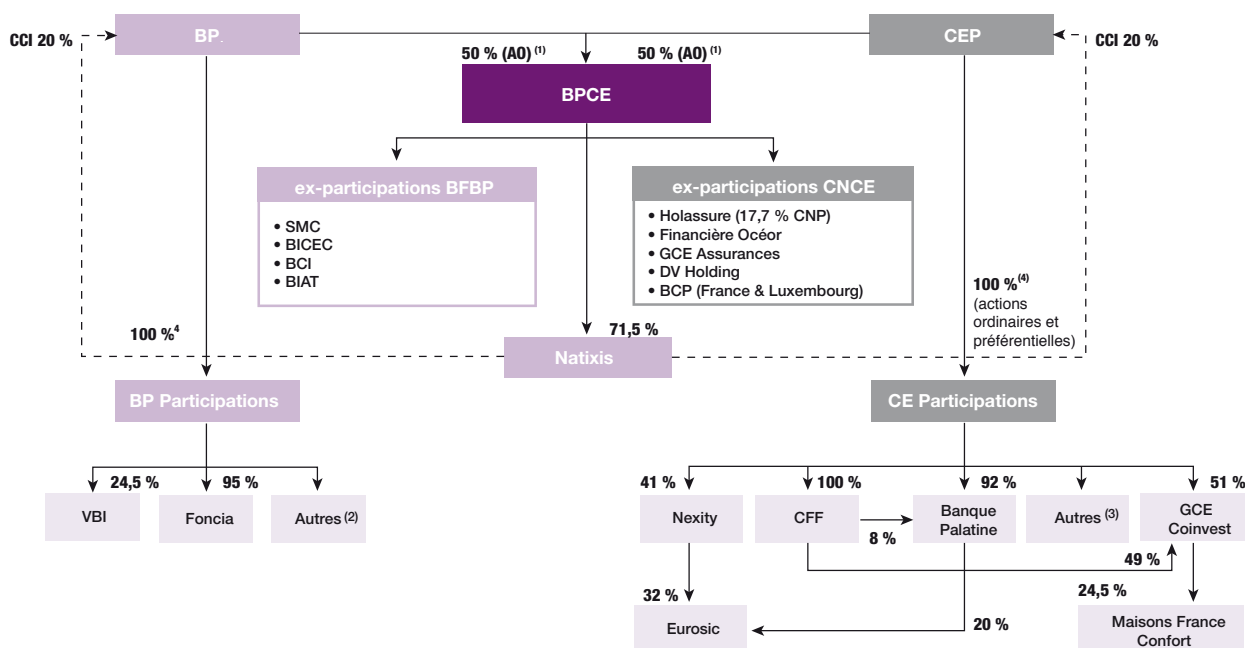 CCI 20 %
BP.
CEP
CCI 20 %
50 % (AO) (1)
50 % (AO) (1)
BPCE
ex-participations BFBP
• SMC
• BICEC
• BCI
• BIAT
ex-participations CNCE
• Holassure (17,7 % CNP)
• Financière Océor
• GCE Assurances
• DV Holding
• BCP (France & Luxembourg)
100 %(4)
(actions
ordinaires et
préférentielles)
100 %4
71,5 %
Natixis
BP Participations
CE Participations
24,5 %
95 %
VBI
Foncia
Autres (2)
41 %
100 %
92 %
51 %
Nexity
CFF
8 %
Banque
Palatine
Autres (3)
GCE
Coinvest
49 %
32 %
24,5 %
Eurosic
20 %
Maisons France
Confort